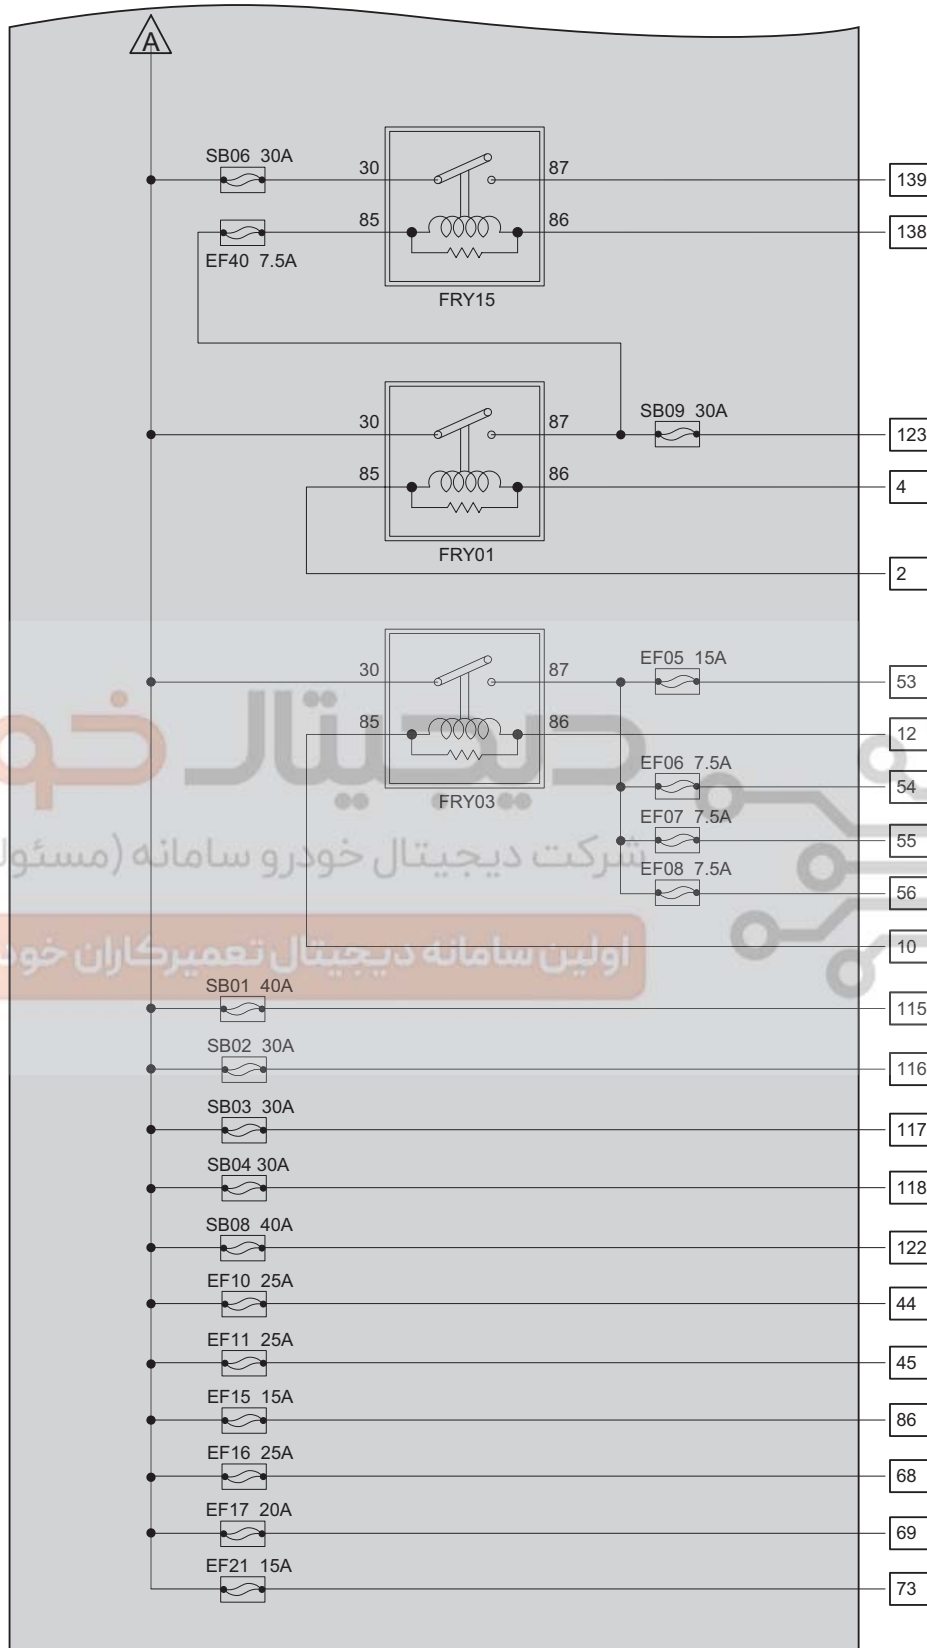 A
SB06 30A
30
87
139
85
86
138
EF40 7.5A
FRY15
30
87
SB09 30A
123
85
86
4
FRY01
2
30
87
EF05 15A
53
85
86
12
EF06 7.5A
54
FRY03
EF07 7.5A
55
EF08 7.5A
56
10
دیجیتال خو
شرکت دیجیتال خودرو سامانه (مسئول
اولین سامانه دیجیتال تعمیرکاران خود
SB01 40A
115
SB02 30A
116
SB03 30A
117
SB04 30A
118
SB08 40A
122
EF10 25A
44
EF11 25A
45
EF15 15A
86
EF16 25A
68
EF17 20A
69
EF21 15A
73